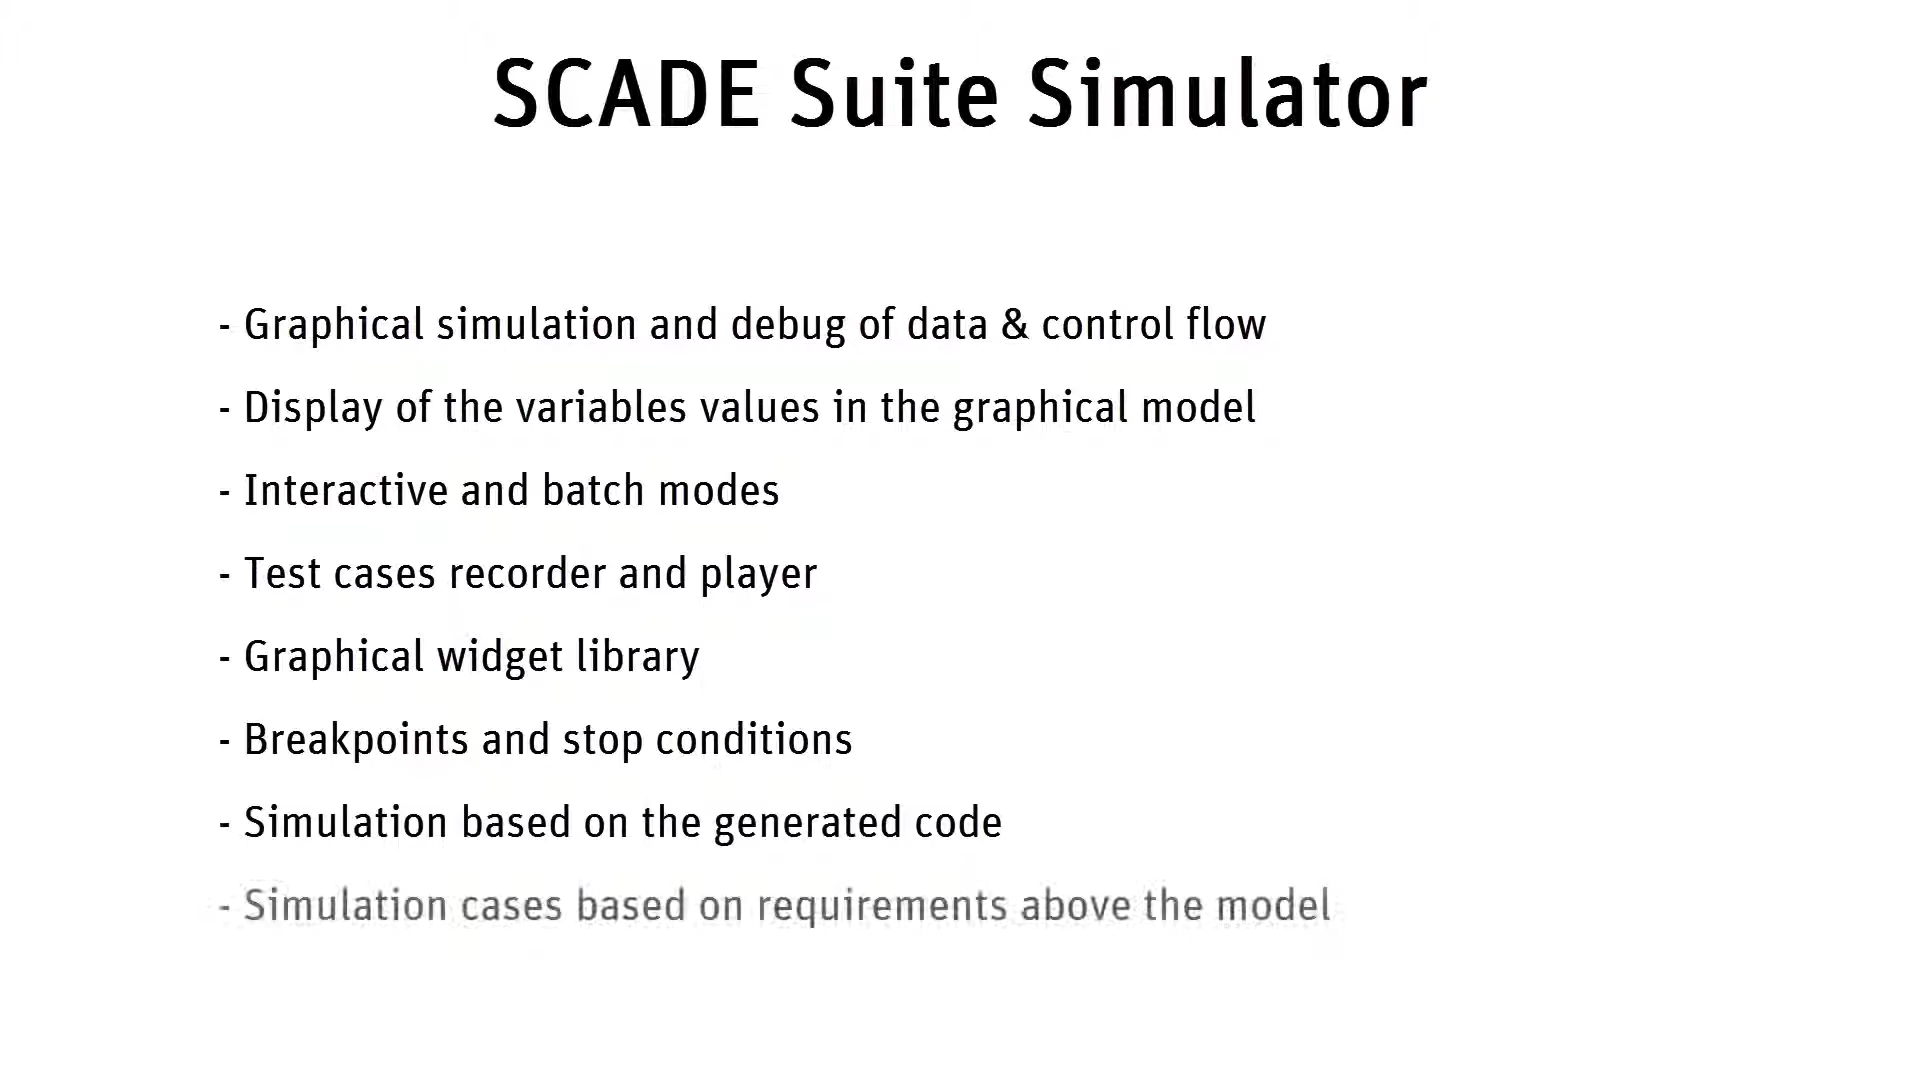 SCADE Suite Simulator
- Graphical simulation and debug of data & control flow
- Display of the variables values in the graphical model
- Interactive and batch modes
- Test cases recorder and player
- Graphical widget library
- Breakpoints and stop conditions
- Simulation based on the generated code
- Simulation cases based on requirements above the model